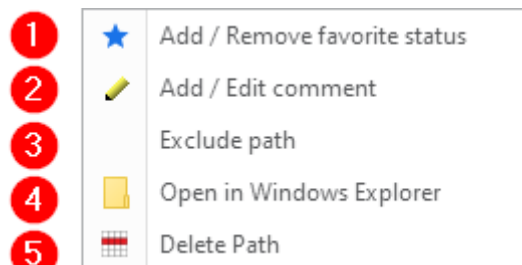 1 Add / Remove favorite status
2 Add / Edit comment
3 Exclude path
4 Open in Windows Explorer
5 Delete Path